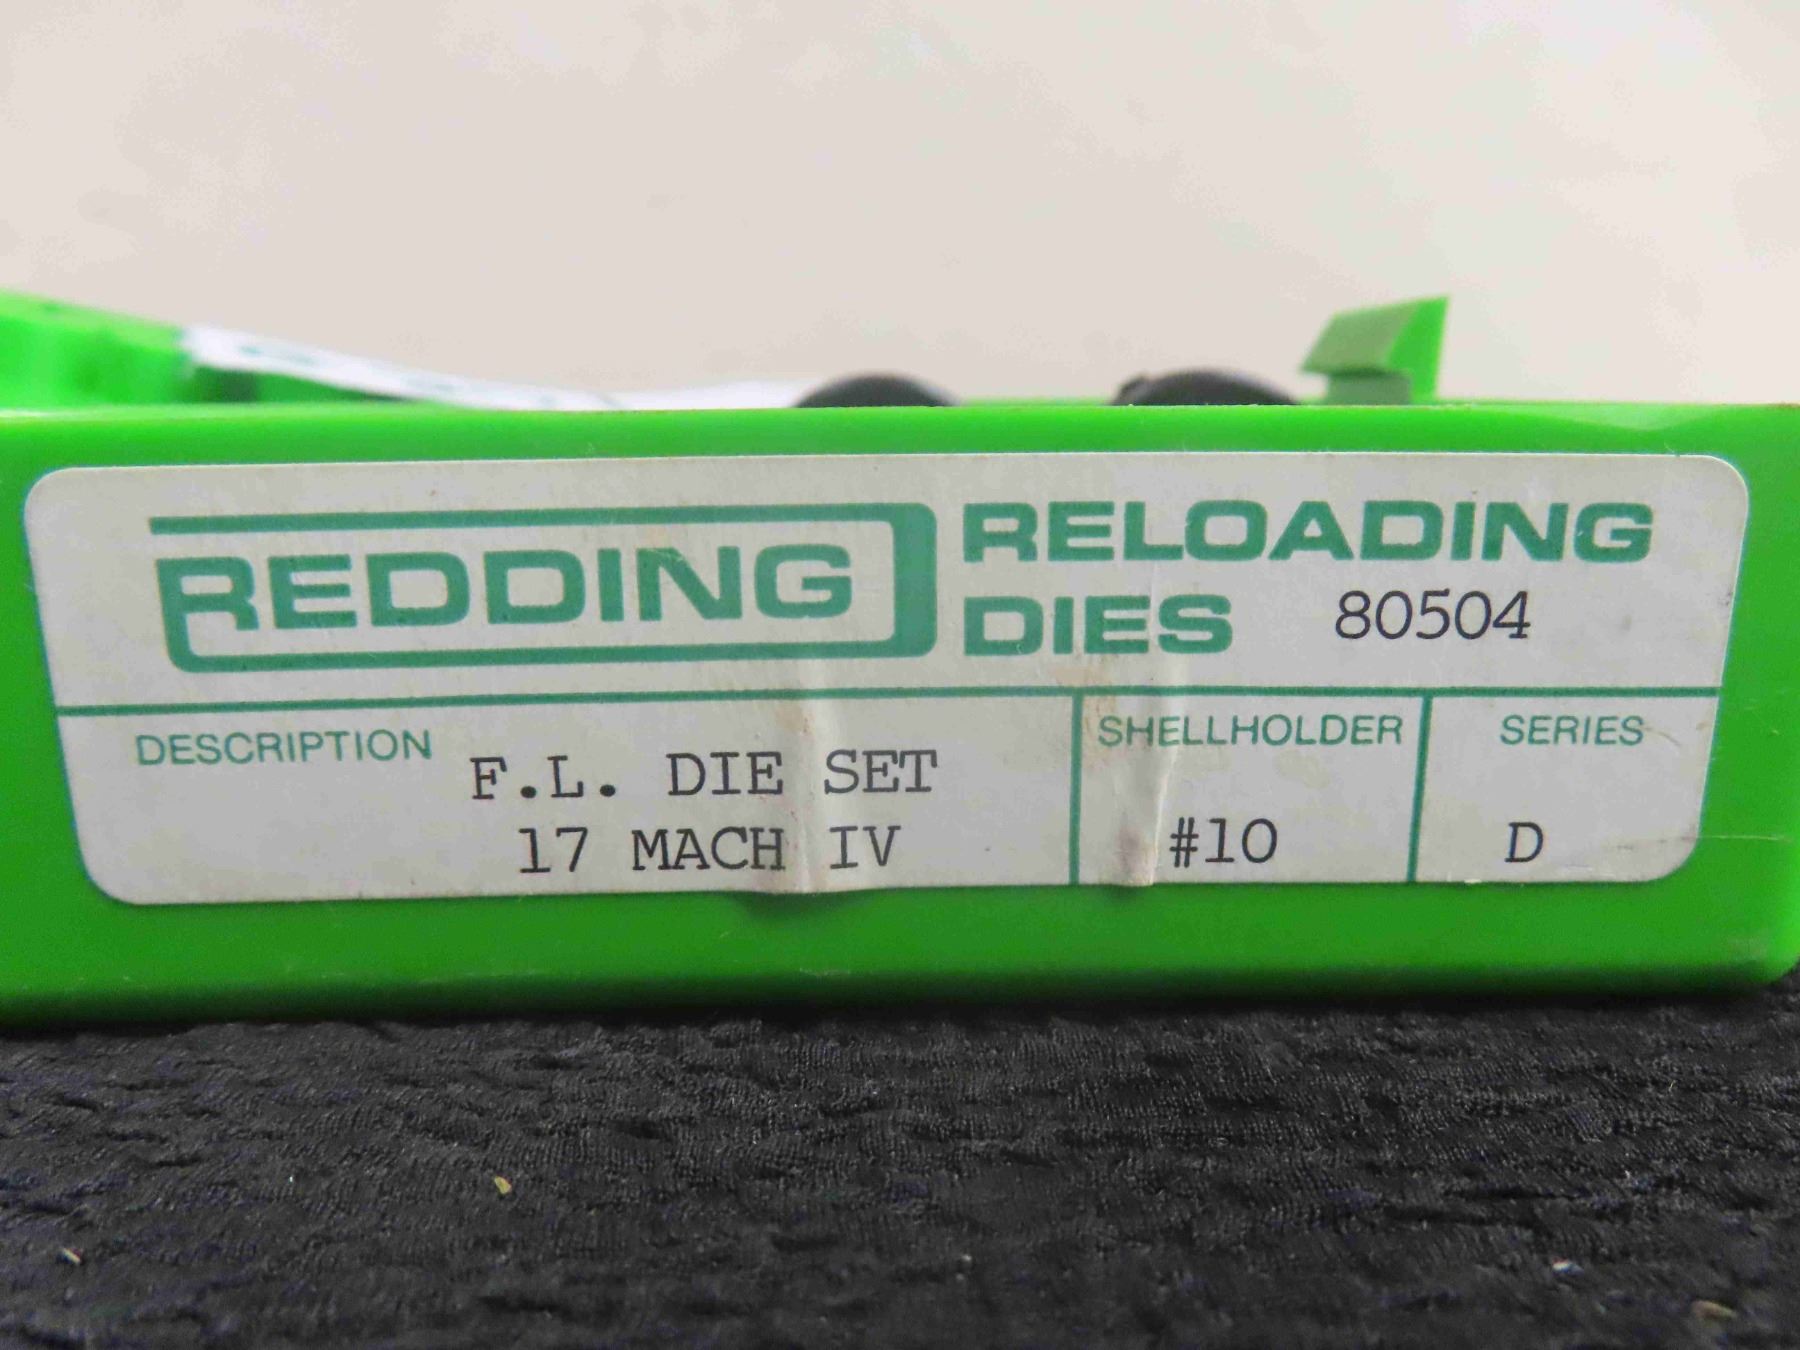 REDDING
RELOADING
DIES 80504
DESCRIPTION
F.L. DIE SET
17 MACH IV
SHELLHOLDER
#10
SERIES
D